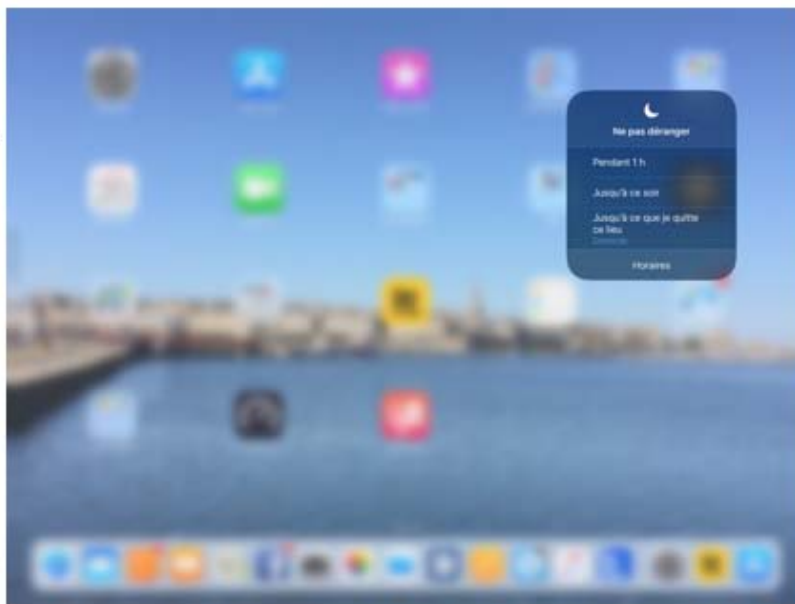 Ne pas déranger
Pendant 1 h
Jusqu'à ce soir
Jusqu'à ce que je quitte
ce lieu
Horaires